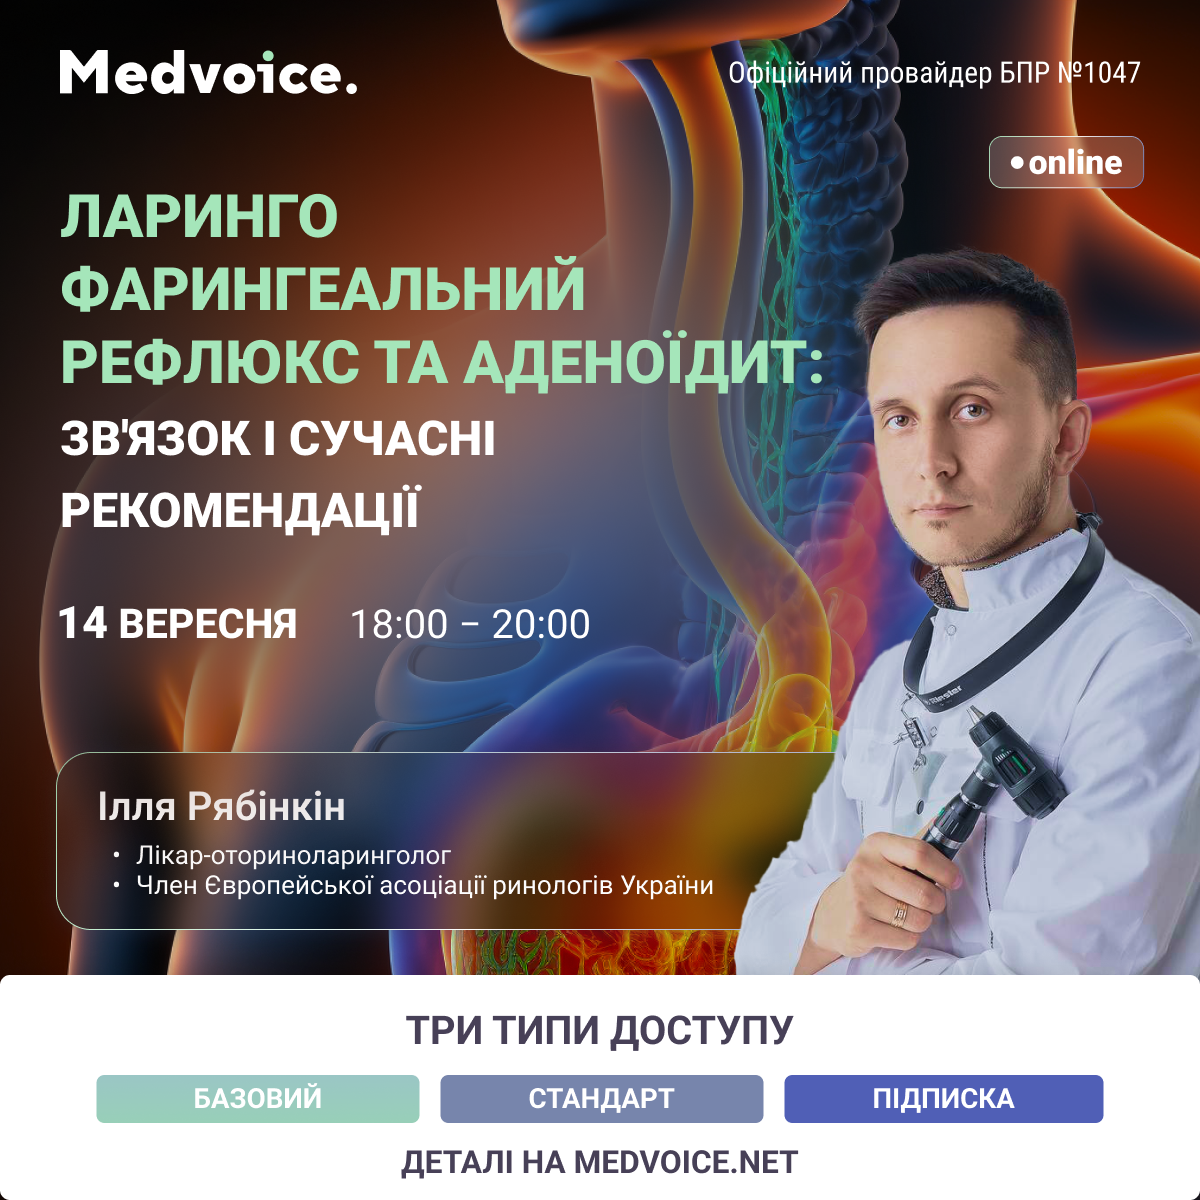 Medvoice.
Офіційний провайдер БПР №1047
•online
ЛАРИНГО
ФАРИНГЕАЛЬНИЙ
РЕФЛЮКС ТА АДЕНОЇДИТ:
ЗВ'ЯЗОК І СУЧАСНІ
РЕКОМЕНДАЦІЇ
14 ВЕРЕСНЯ 18:00 – 20:00
Riester
Ілля Рябінкін
• Лікар-оториноларинголог
• Член Європейської асоціації ринологів України
ТРИ ТИПИ ДОСТУПУ
БАЗОВИЙ СТАНДАРТ ПІДПИСКА
ДЕТАЛІ НА MEDVOICE.NET